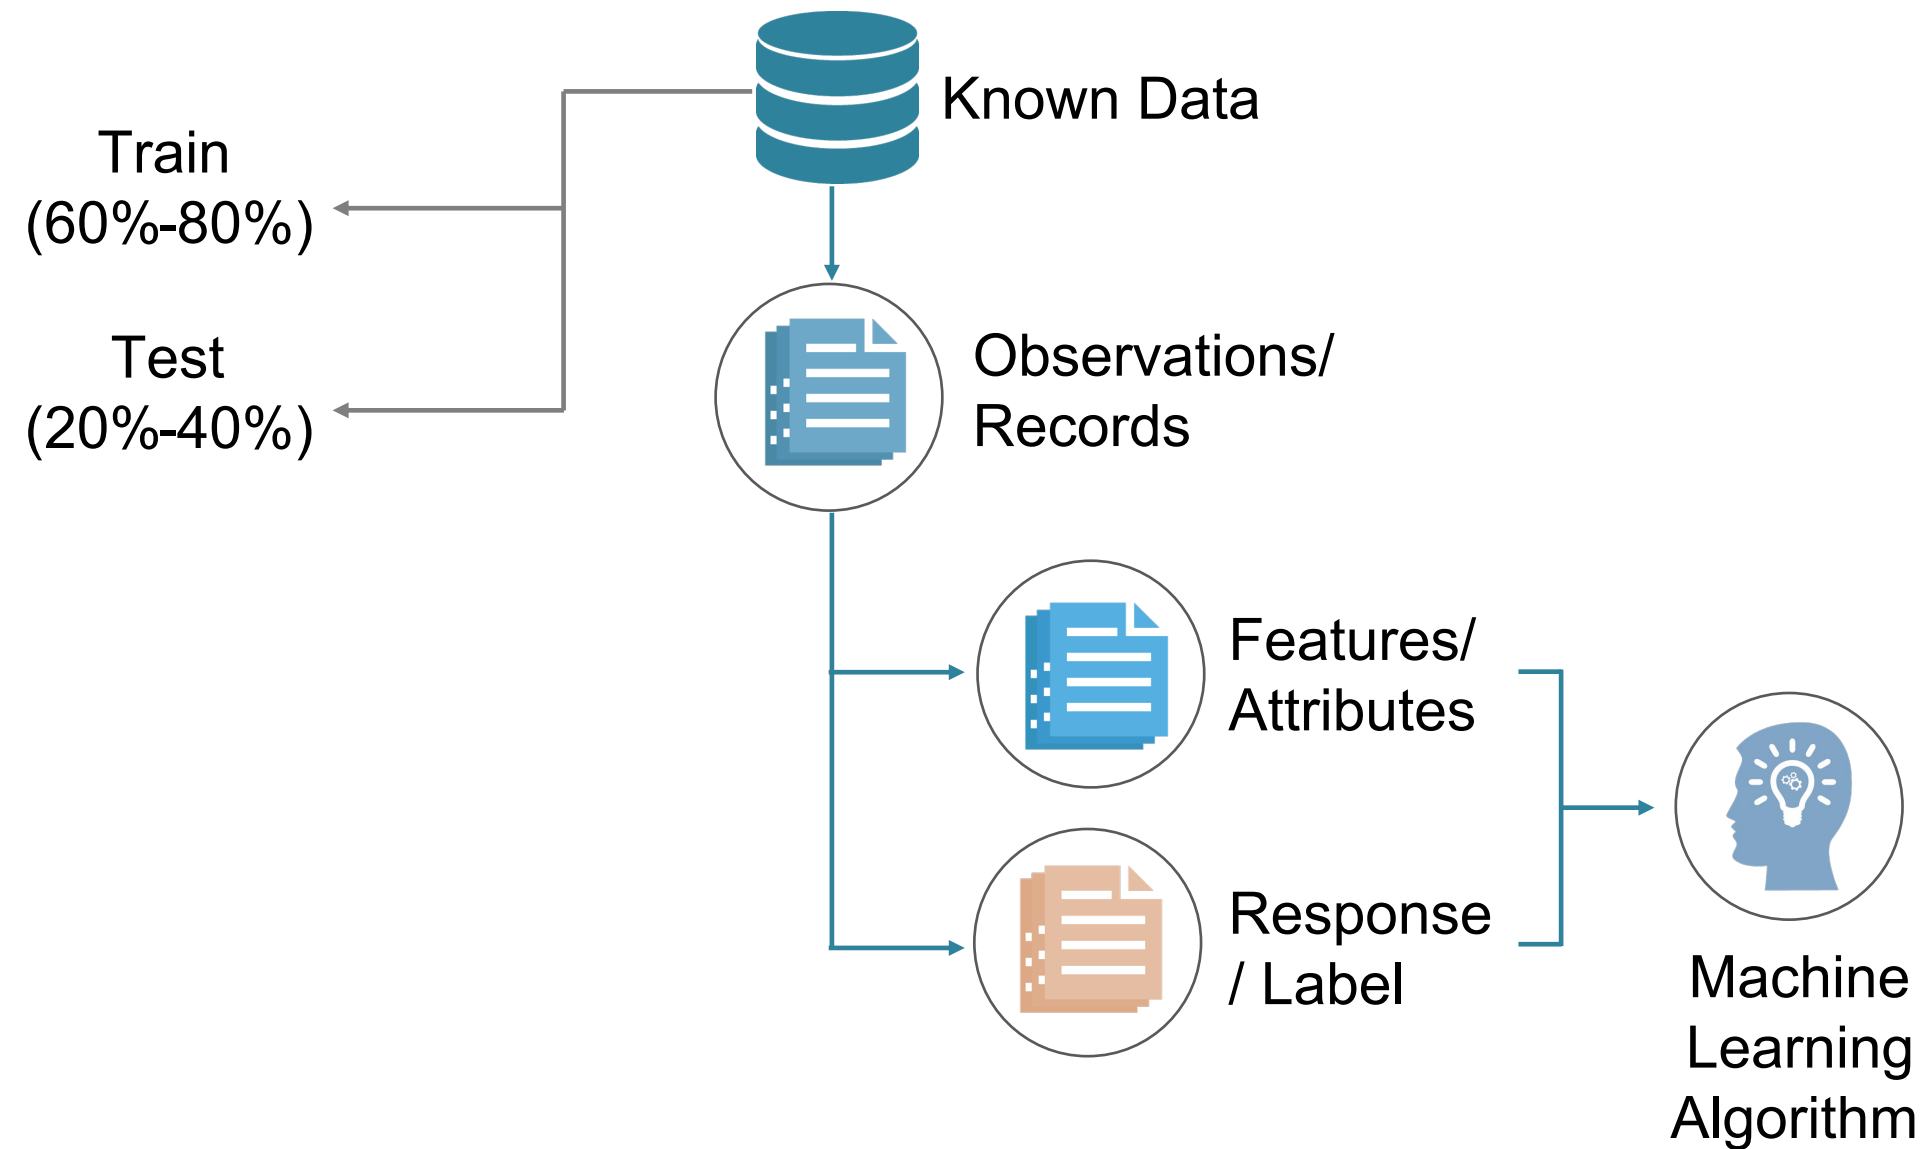 Known Data
Train
(60%-80%)
Test
(20%-40%)
Observations/
Records
Features/
Attributes
Response
/ Label
Machine
Learning
Algorithm